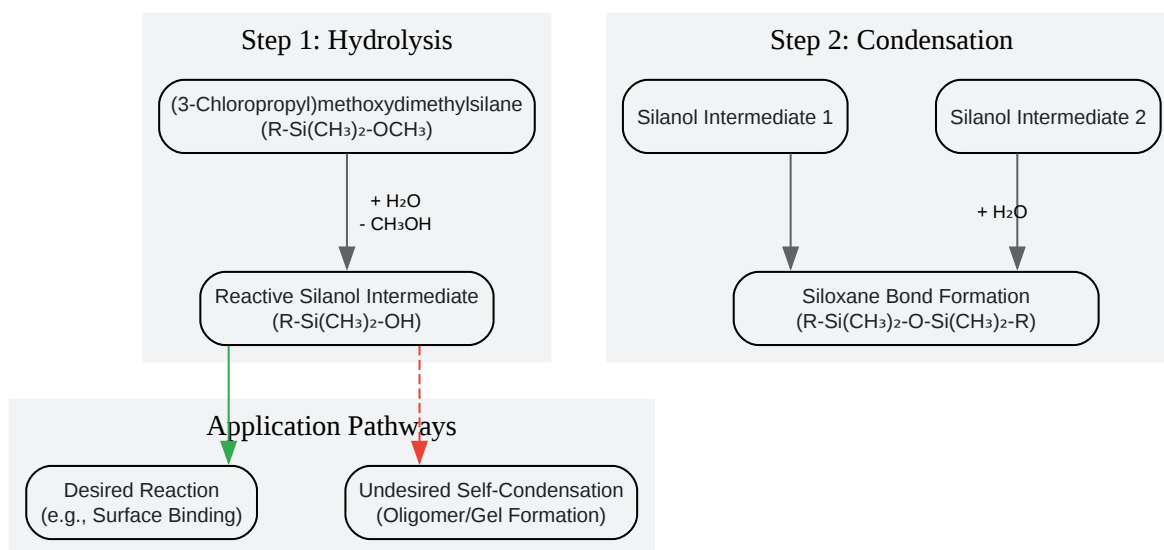 Step 1: Hydrolysis
(3-Chloropropyl)methoxydimethylsilane
(R-Si(CH₃)₂-OCH₃)
+ H₂O
- CH₃OH
Reactive Silanol Intermediate
(R-Si(CH₃)₂-OH)
Step 2: Condensation
Silanol Intermediate 1
Silanol Intermediate 2
+ H₂O
Siloxane Bond Formation
(R-Si(CH₃)₂-O-Si(CH₃)₂-R)
Application Pathways
Desired Reaction
(e.g., Surface Binding)
Undesired Self-Condensation
(Oligomer/Gel Formation)